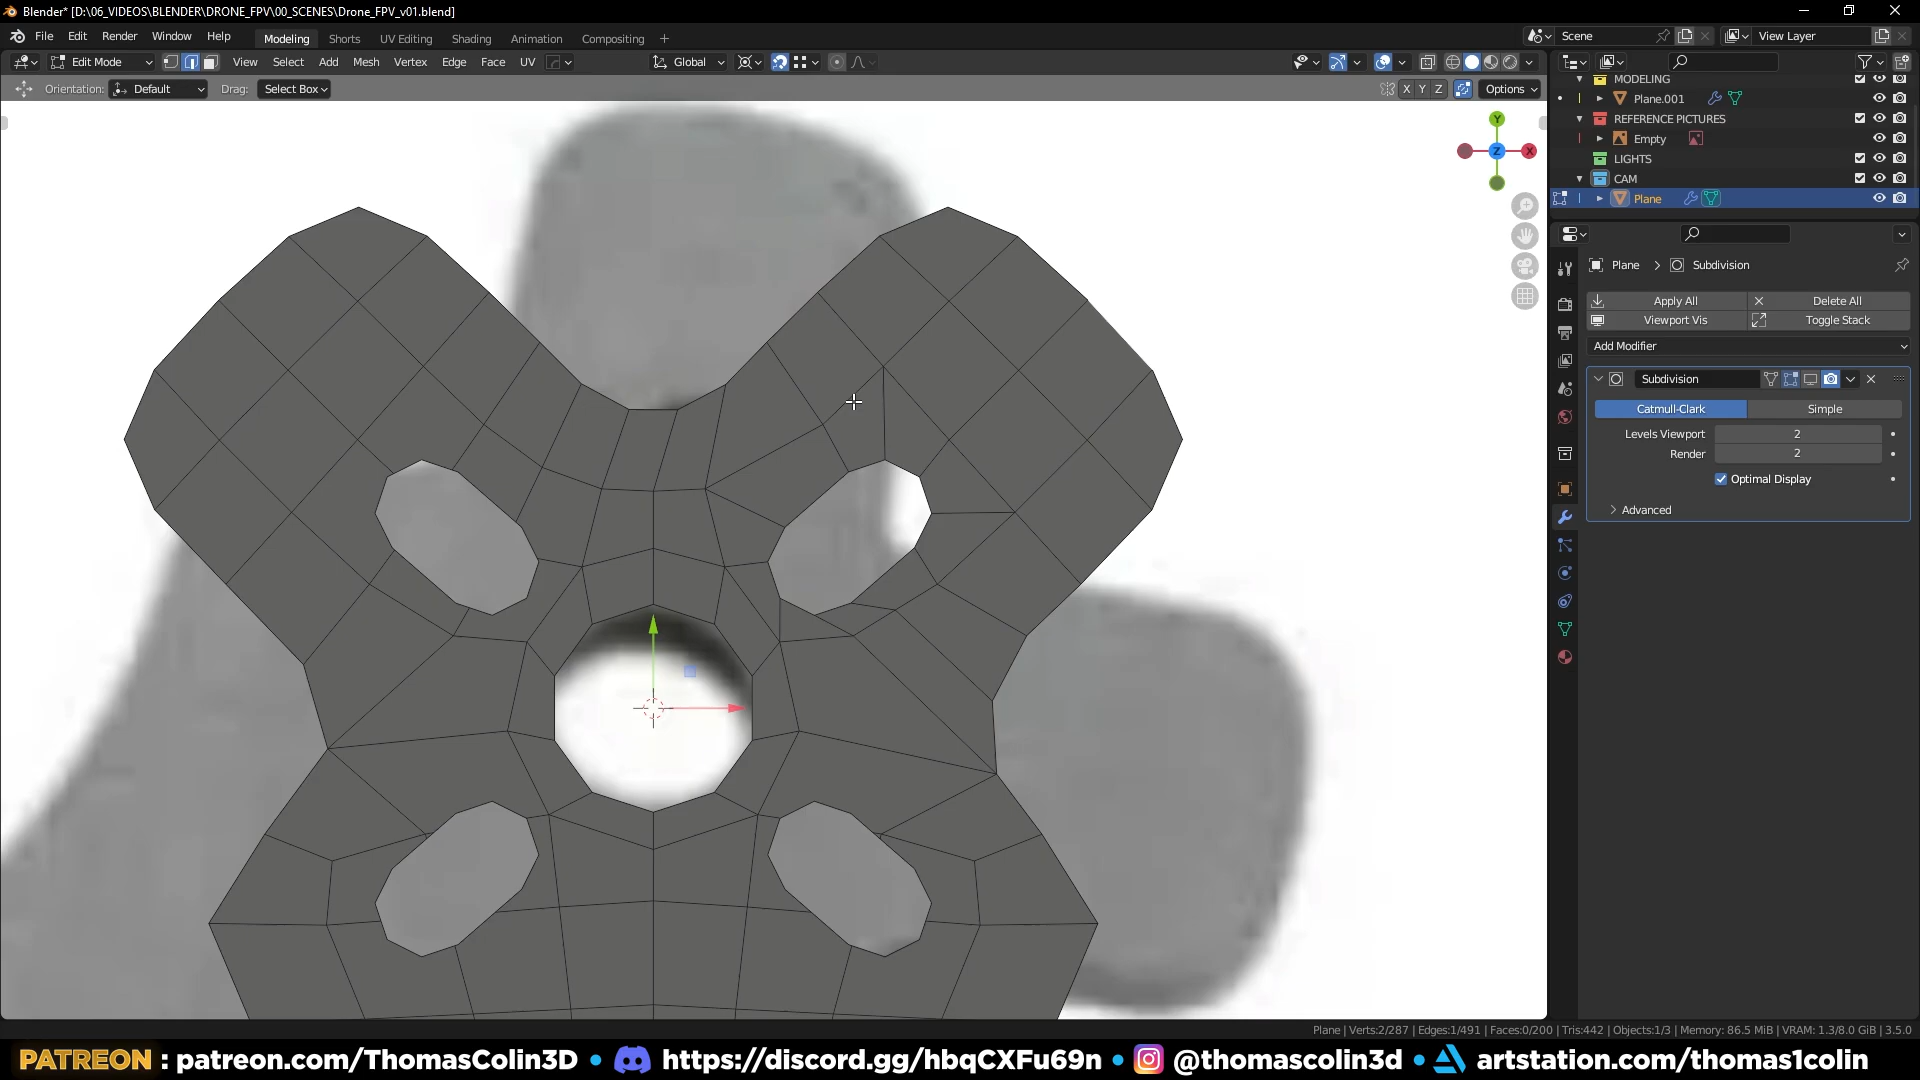 Blender* [D:\06_VIDEOS\BLENDER\DRONE_FPV\00_SCENES\Drone_FPV_v01.blend]
File Edit Render Window Help Modeling Shorts UV Editing Shading Animation Compositing + Scene View Layer
Edit Mode View Select Add Mesh Vertex Edge Face UV Global
Orientation: Default Drag: Select Box X Y Z Options
MODELING
Plane.001
REFERENCE PICTURES
Empty
LIGHTS
CAM
Plane
Y
Z X
Plane > Subdivision
Apply All Delete All
Viewport Vis Toggle Stack
Add Modifier
Subdivision
Catmull-Clark Simple
Levels Viewport 2
Render 2
Optimal Display
Advanced
Plane | Verts:2/287 | Edges:1/491 | Faces:0/200 | Tris:442 | Objects:1/3 | Memory: 86.5 MiB | VRAM: 1.3/8.0 GiB | 3.5.0
PATREON : patreon.com/ThomasColin3D • https://discord.gg/hbqCXFu69n • @thomascolin3d • artstation.com/thomas1colin